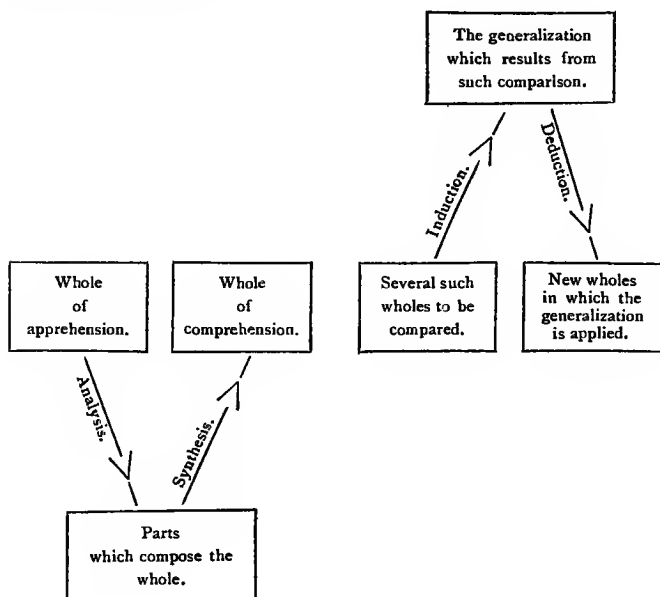 The generalization
which results from
such comparison.
Induction.
Deduction.
Whole
of
apprehension.
Whole
of
comprehension.
Several such
wholes to be
compared.
New wholes
in which the
generalization
is applied.
Analysis.
Synthesis.
Parts
which compose the
whole.